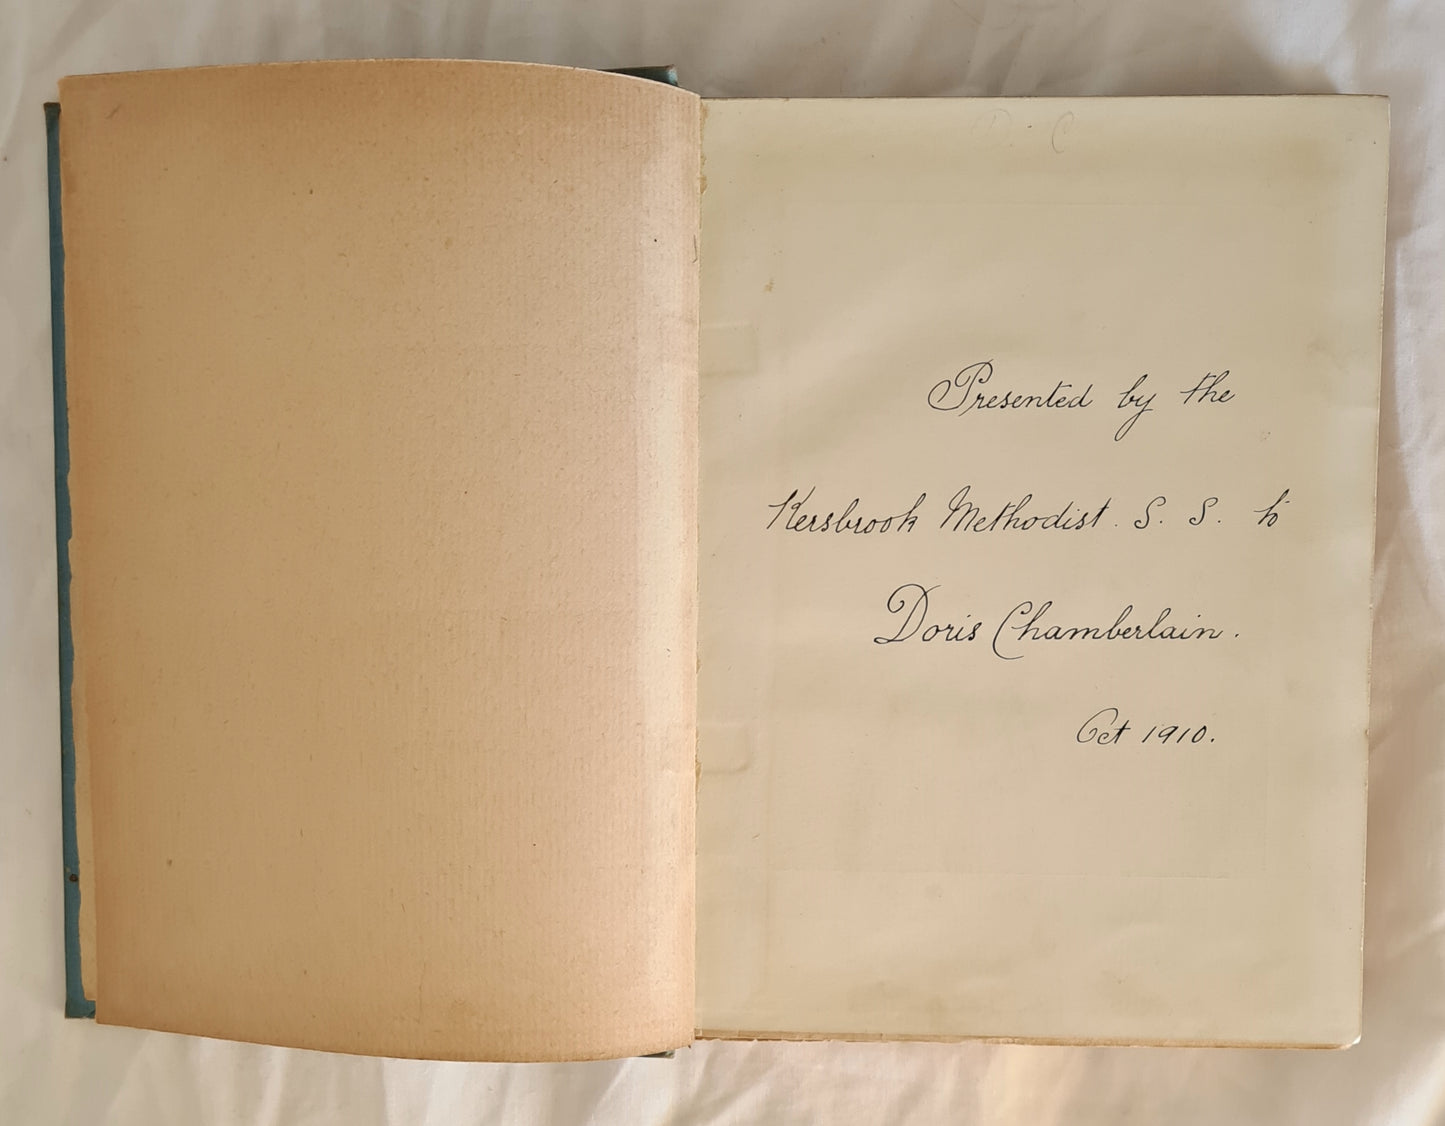 D. C
Presented by the
Kersbrook Methodist. S. S. to
Doris Chamberlain.
Oct 1910.